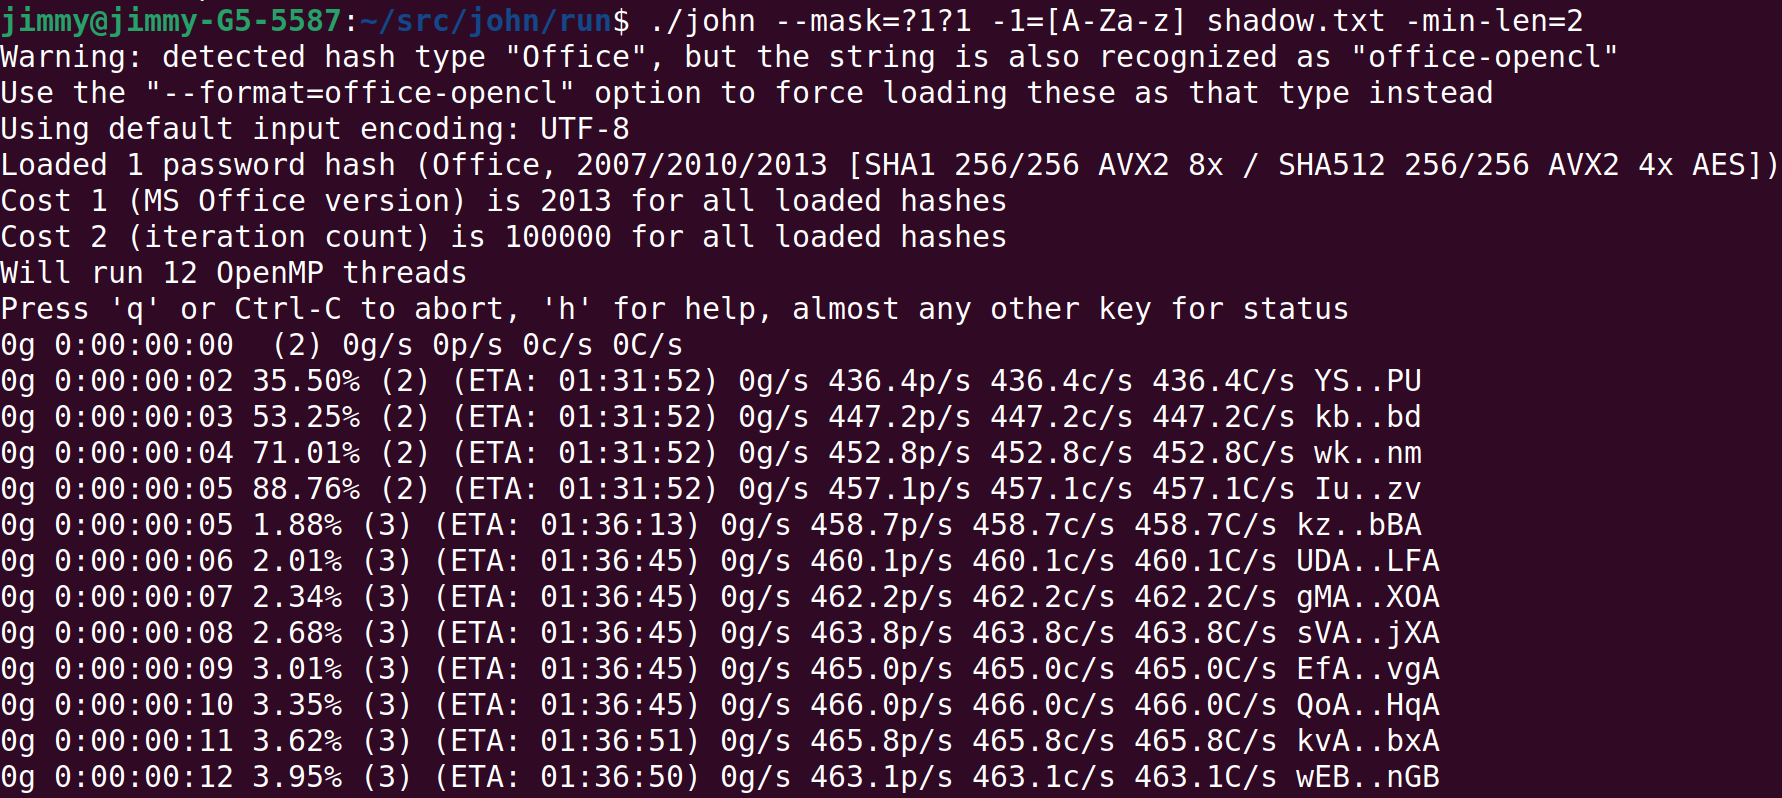 jimmy@jimmy-G5-5587:~/src/john/run$ ./john --mask=?1?1 -1=[A-Za-z] shadow.txt -min-len=2
Warning: detected hash type "Office", but the string is also recognized as "office-opencl"
Use the "--format=office-opencl" option to force loading these as that type instead
Using default input encoding: UTF-8
Loaded 1 password hash (Office, 2007/2010/2013 [SHA1 256/256 AVX2 8x / SHA512 256/256 AVX2 4x AES])
Cost 1 (MS Office version) is 2013 for all loaded hashes
Cost 2 (iteration count) is 100000 for all loaded hashes
Will run 12 OpenMP threads
Press 'q' or Ctrl-C to abort, 'h' for help, almost any other key for status
0g 0:00:00:00  (2) 0g/s 0p/s 0c/s 0C/s
0g 0:00:00:02 35.50% (2) (ETA: 01:31:52) 0g/s 436.4p/s 436.4c/s 436.4C/s YS..PU
0g 0:00:00:03 53.25% (2) (ETA: 01:31:52) 0g/s 447.2p/s 447.2c/s 447.2C/s kb..bd
0g 0:00:00:04 71.01% (2) (ETA: 01:31:52) 0g/s 452.8p/s 452.8c/s 452.8C/s wk..nm
0g 0:00:00:05 88.76% (2) (ETA: 01:31:52) 0g/s 457.1p/s 457.1c/s 457.1C/s Iu..zv
0g 0:00:00:05 1.88% (3) (ETA: 01:36:13) 0g/s 458.7p/s 458.7c/s 458.7C/s kz..bBA
0g 0:00:00:06 2.01% (3) (ETA: 01:36:45) 0g/s 460.1p/s 460.1c/s 460.1C/s UDA..LFA
0g 0:00:00:07 2.34% (3) (ETA: 01:36:45) 0g/s 462.2p/s 462.2c/s 462.2C/s gMA..XOA
0g 0:00:00:08 2.68% (3) (ETA: 01:36:45) 0g/s 463.8p/s 463.8c/s 463.8C/s sVA..jXA
0g 0:00:00:09 3.01% (3) (ETA: 01:36:45) 0g/s 465.0p/s 465.0c/s 465.0C/s EfA..vgA
0g 0:00:00:10 3.35% (3) (ETA: 01:36:45) 0g/s 466.0p/s 466.0c/s 466.0C/s QoA..HqA
0g 0:00:00:11 3.62% (3) (ETA: 01:36:51) 0g/s 465.8p/s 465.8c/s 465.8C/s kvA..bxA
0g 0:00:00:12 3.95% (3) (ETA: 01:36:50) 0g/s 463.1p/s 463.1c/s 463.1C/s wEB..nGB